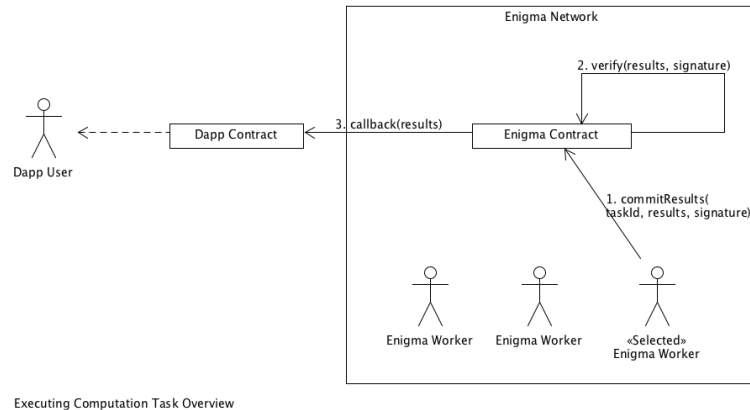 Enigma Network
2. verify(results, signature)
3. callback(results)
Dapp Contract
Enigma Contract
Dapp User
1. commitResults(
taskId, results, signature)
Enigma Worker
Enigma Worker
«Selected»
Enigma Worker
Executing Computation Task Overview